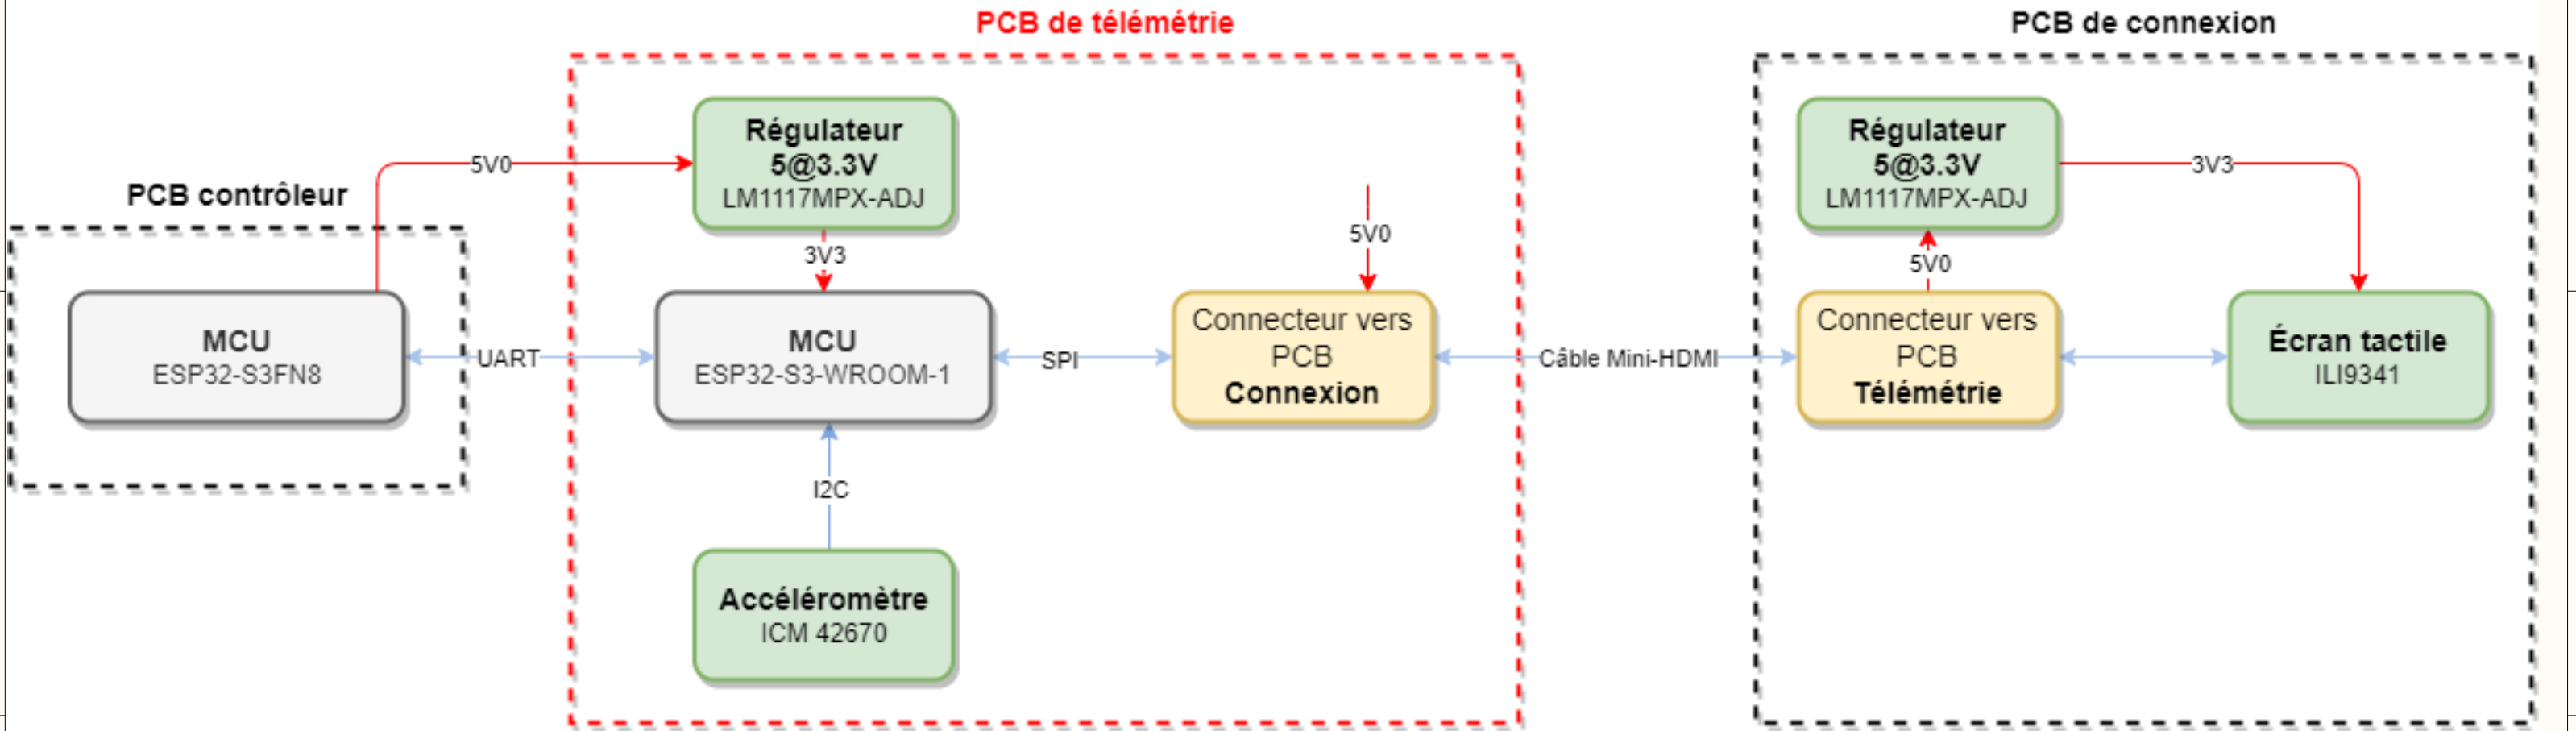 PCB de télémétrie
PCB de connexion
PCB contrôleur
5V0
Régulateur
5@3.3V
LM1117MPX-ADJ
3V3
5V0
Régulateur
5@3.3V
LM1117MPX-ADJ
3V3
5V0
MCU
ESP32-S3FN8
UART
MCU
ESP32-S3-WROOM-1
SPI
Connecteur vers
PCB
Connexion
Câble Mini-HDMI
Connecteur vers
PCB
Télémétrie
Écran tactile
ILI9341
I2C
Accéléromètre
ICM 42670